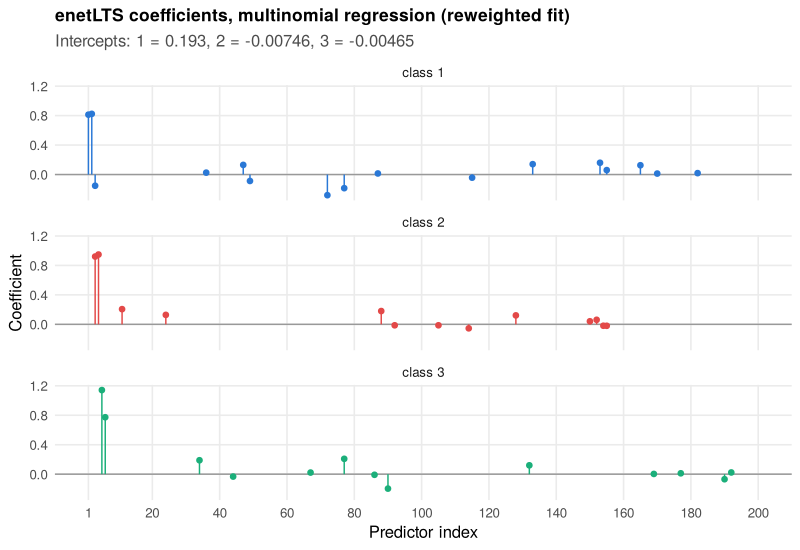 enetLTS coefficients, multinomial regression (reweighted fit)
Intercepts: 1 = 0.193, 2 = -0.00746, 3 = -0.00465
class 1
1.2
0.8
0.4
0.0
class 2
1.2
0.8
0.4
0.0
Coefficient
class 3
1.2
0.8
0.4
0.0
1 20 40 60 80 100 120 140 160 180 200
Predictor index